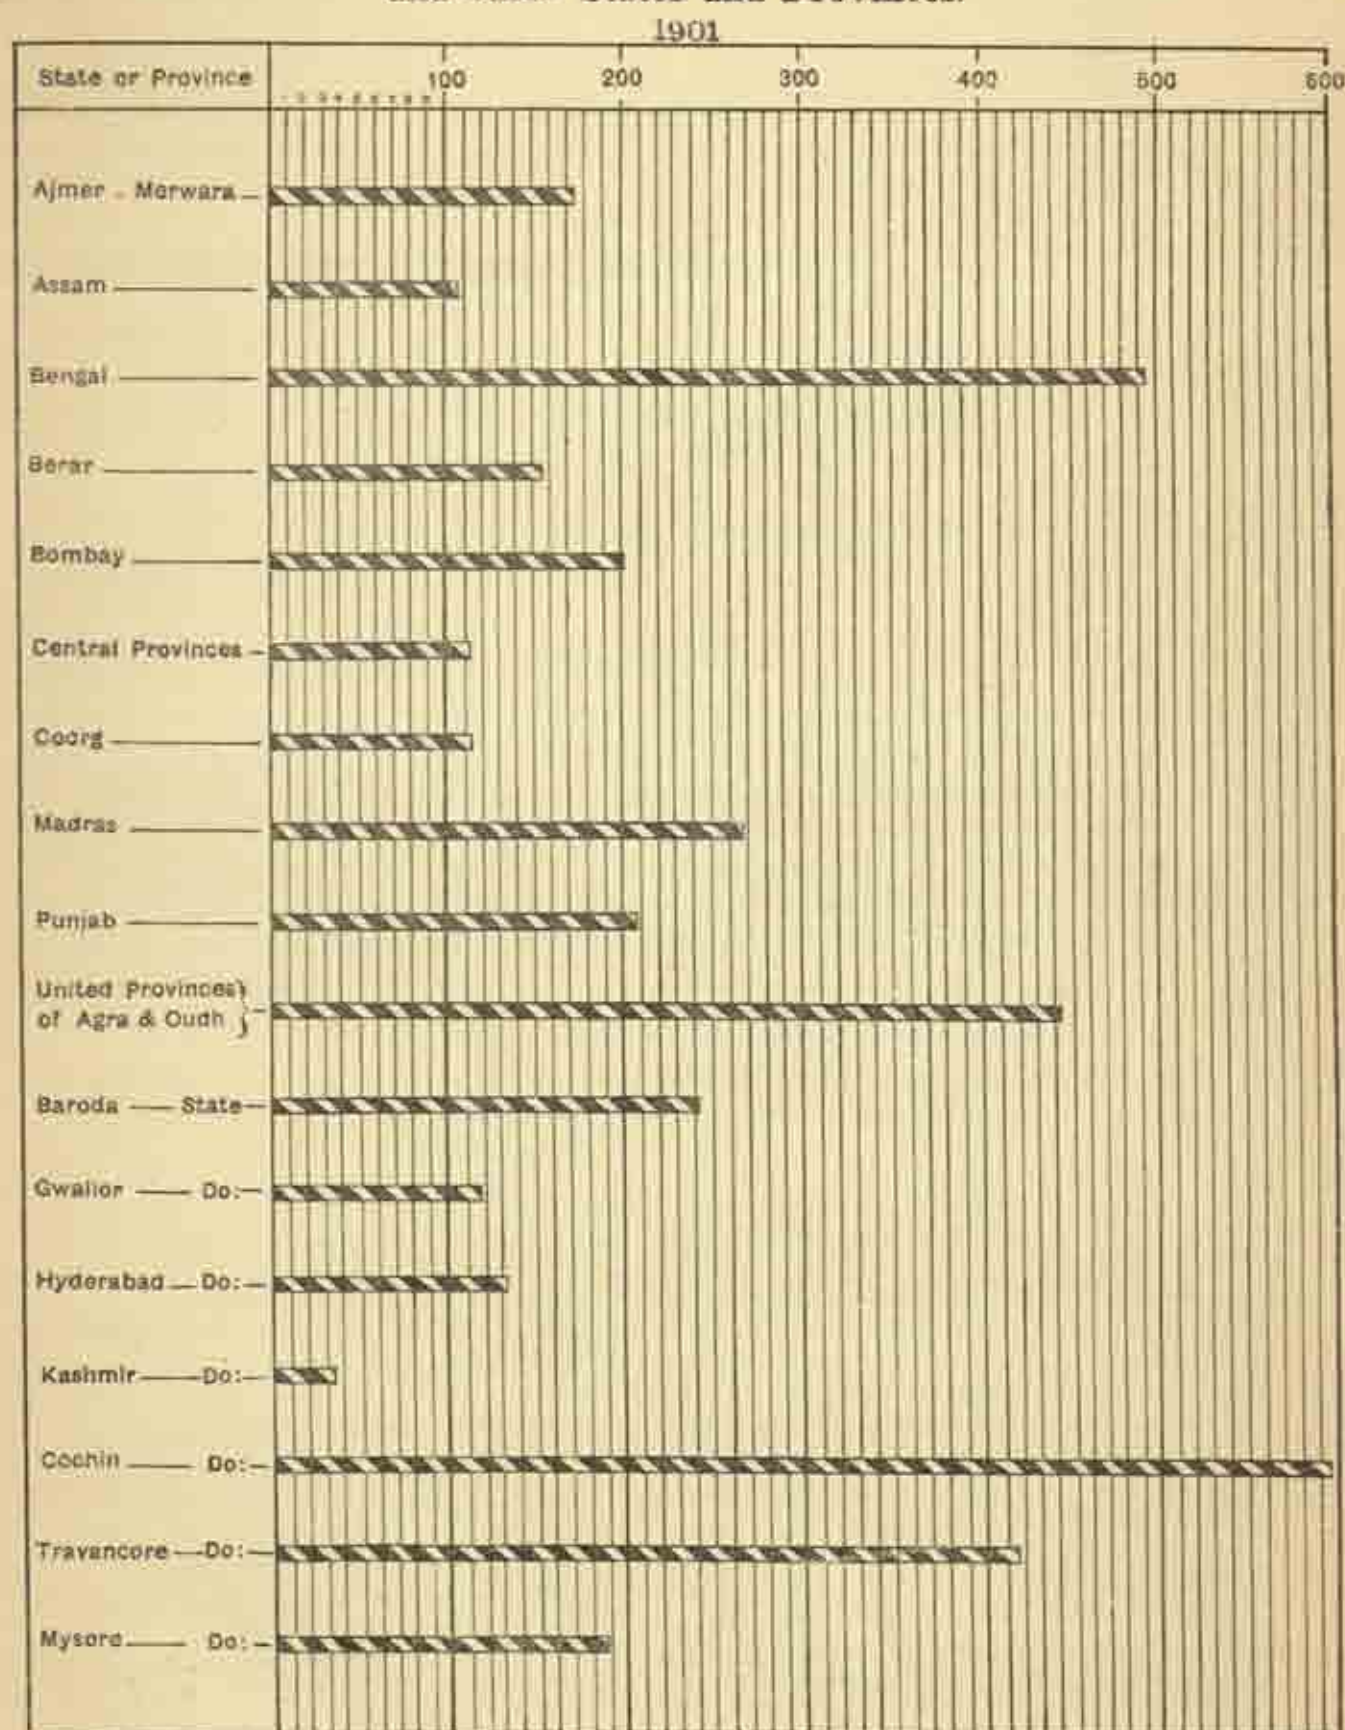 1901
State or Province 100 200 300 400 500 600
Ajmer - Merwara
Assam
Bengal
Berar
Bombay
Central Provinces
Coorg
Madras
Punjab
United Provinces
of Agra & Oudh
Baroda State
Gwalior Do:
Hyderabad Do:
Kashmir Do:
Cochin Do:
Travancore Do:
Mysore Do: